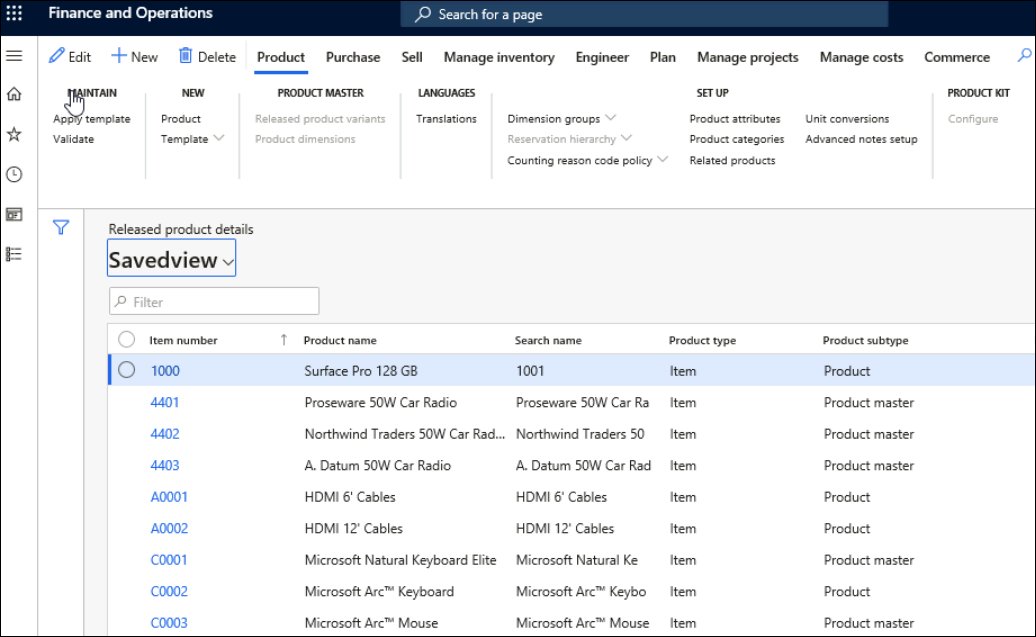 Finance and Operations
Search for a page
Edit New Delete Product Purchase Sell Manage inventory Engineer Plan Manage projects Manage costs Commerce
MAINTAIN NEW PRODUCT MASTER LANGUAGES SET UP PRODUCT KIT
Apply template Product Released product variants Translations Dimension groups Product attributes Unit conversions Configure
Validate Template Product dimensions Reservation hierarchy Product categories Advanced notes setup
Counting reason code policy Related products
Released product details
Savedview
Filter
Item number Product name Search name Product type Product subtype
1000 Surface Pro 128 GB 1001 Item Product
4401 Proseware 50W Car Radio Proseware 50W Car Ra Item Product master
4402 Northwind Traders 50W Car Rad... Northwind Traders 50 Item Product master
4403 A. Datum 50W Car Radio A. Datum 50W Car Rad Item Product master
A0001 HDMI 6' Cables HDMI 6' Cables Item Product
A0002 HDMI 12' Cables HDMI 12' Cables Item Product
C0001 Microsoft Natural Keyboard Elite Microsoft Natural Ke Item Product master
C0002 Microsoft Arc™ Keyboard Microsoft Arc™ Keybo Item Product
C0003 Microsoft Arc™ Mouse Microsoft Arc™ Mouse Item Product master